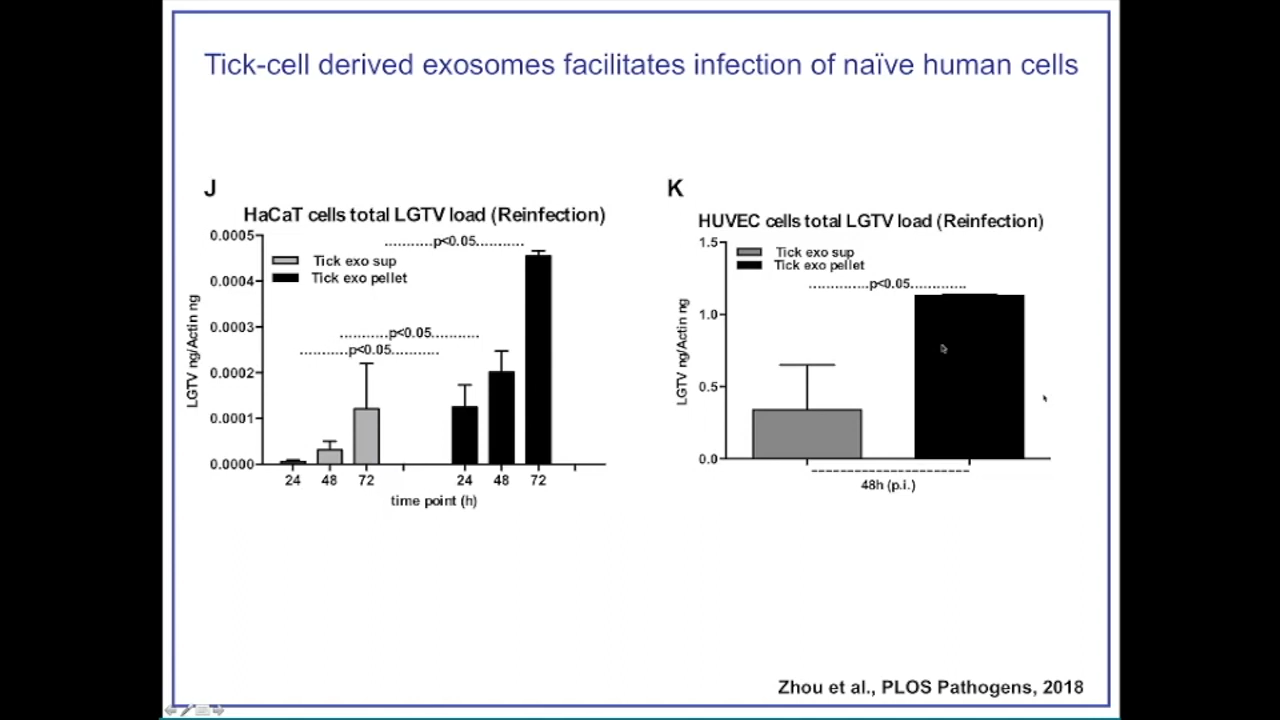 Tick-cell derived exosomes facilitates infection of naïve human cells
J
HaCaT cells total LGTV load (Reinfection)
LGTV ng/Actin ng
0.0005
0.0004
0.0003
0.0002
0.0001
0.0000
Tick exo sup
Tick exo pellet
p<0.05
p<0.05
p<0.05
24 48 72 24 48 72
time point (h)
K
HUVEC cells total LGTV load (Reinfection)
LGTV ng/Actin ng
1.5
1.0
0.5
0.0
Tick exo sup
Tick exo pellet
p<0.05
48h (p.i.)
Zhou et al., PLOS Pathogens, 2018